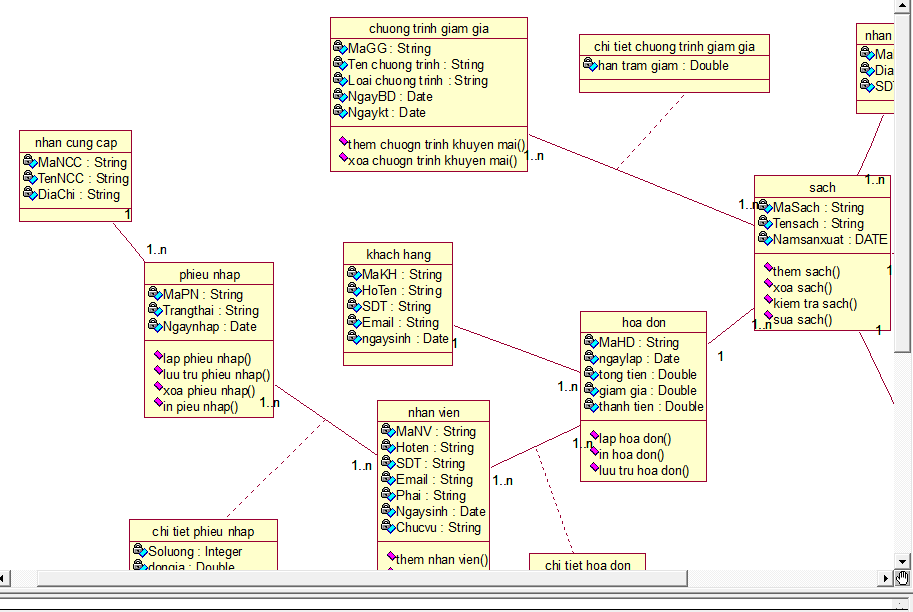 chuong trinh giam gia
MaGG : String
Ten chuong trinh : String
Loai chuong trinh : String
NgayBD : Date
Ngaykt : Date
them chuogn trinh khuyen mai()
xoa chuogn trinh khuyen mai()
1..n
chi tiet chuong trinh giam gia
han tram giam : Double
nhan
Ma
Dia
SDT
1..n
nhan cung cap
MaNCC : String
TenNCC : String
DiaChi : String
1
1..n
sach
MaSach : String
Tensach : String
Namsanxuat : DATE
them sach()
xoa sach()
kiem tra sach()
sua sach()
1..n
1
1..n
1
phieu nhap
MaPN : String
Trangthai : String
Ngaynhap : Date
lap phieu nhap()
luu tru phieu nhap()
xoa phieu nhap()
in pieu nhap()
1..n
khach hang
MaKH : String
HoTen : String
SDT : String
Email : String
ngaysinh : Date
1
1..n
hoa don
MaHD : String
ngaylap : Date
tong tien : Double
giam gia : Double
thanh tien : Double
lap hoa don()
in hoa don()
luu tru hoa don()
1
1..n
nhan vien
MaNV : String
Hoten : String
SDT : String
Email : String
Phai : String
Ngaysinh : Date
Chucvu : String
them nhan vien()
1..n
1..n
chi tiet phieu nhap
Soluong : Integer
dongia : Double
chi tiet hoa don